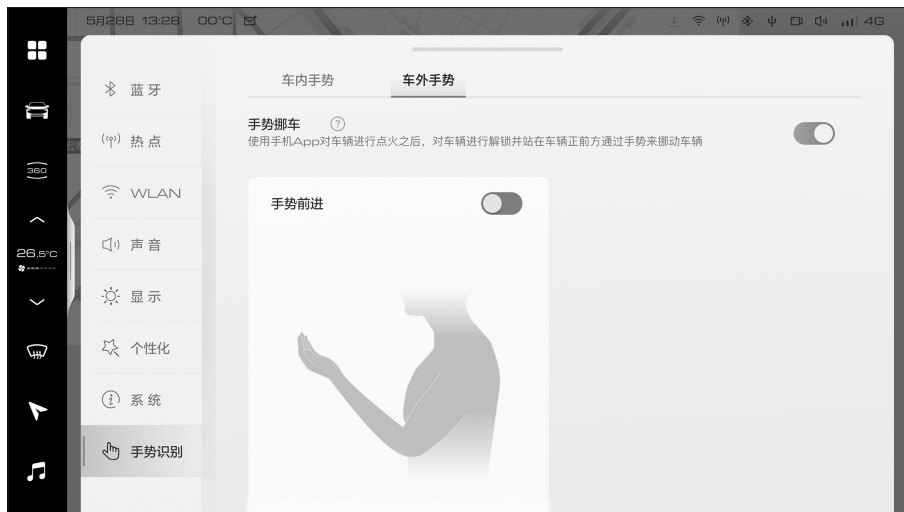 5月28日 13:28 00°C 4G
车内手势 车外手势
蓝牙
手势挪车 ?
使用手机App对车辆进行点火之后，对车辆进行解锁并站在车辆正前方通过手势来挪动车辆
热点
360
WLAN
手势前进
声音
26.5°C
显示
个性化
系统
手势识别